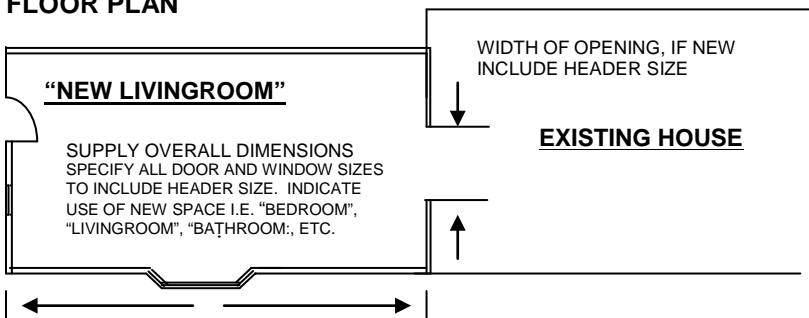 FLOOR PLAN
WIDTH OF OPENING, IF NEW
INCLUDE HEADER SIZE
“NEW LIVINGROOM”
EXISTING HOUSE
SUPPLY OVERALL DIMENSIONS
SPECIFY ALL DOOR AND WINDOW SIZES
TO INCLUDE HEADER SIZE.  INDICATE
USE OF NEW SPACE I.E. “BEDROOM”,
“LIVINGROOM”, “BATHROOM:, ETC.